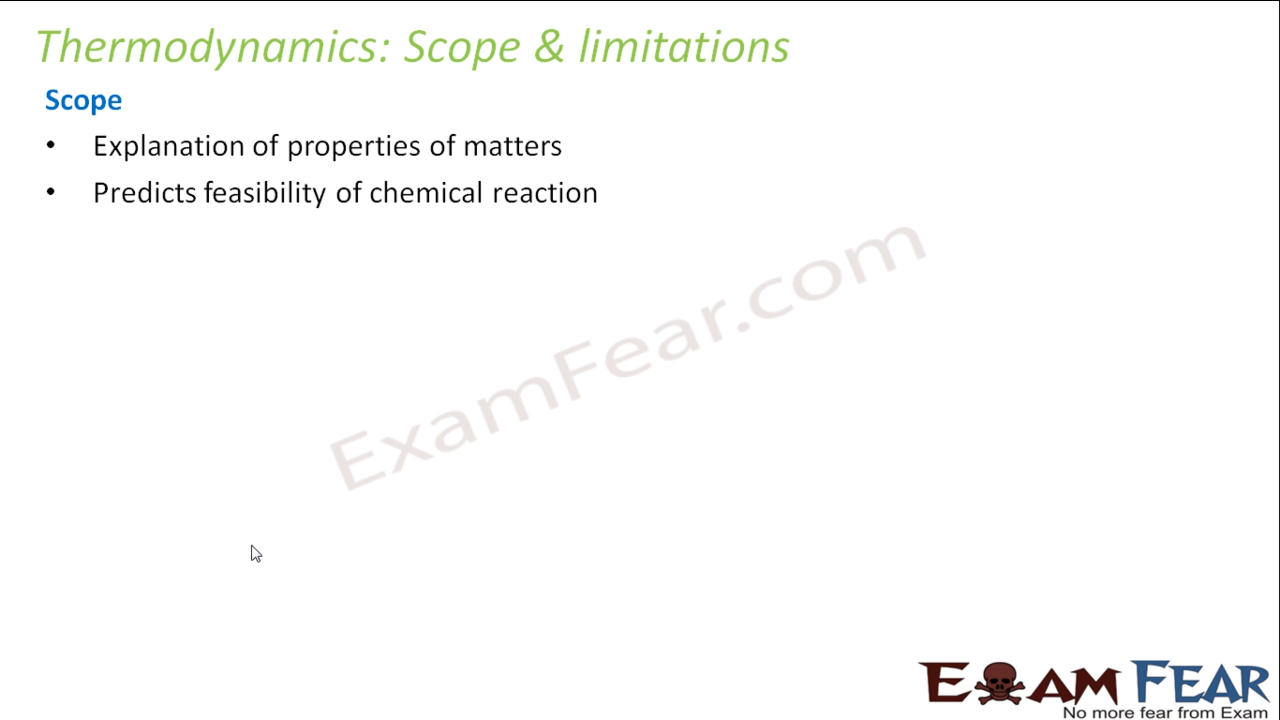 Thermodynamics: Scope & limitations
Scope
• Explanation of properties of matters
• Predicts feasibility of chemical reaction
ExamFear.com
EXAM FEAR
No more fear from Exam